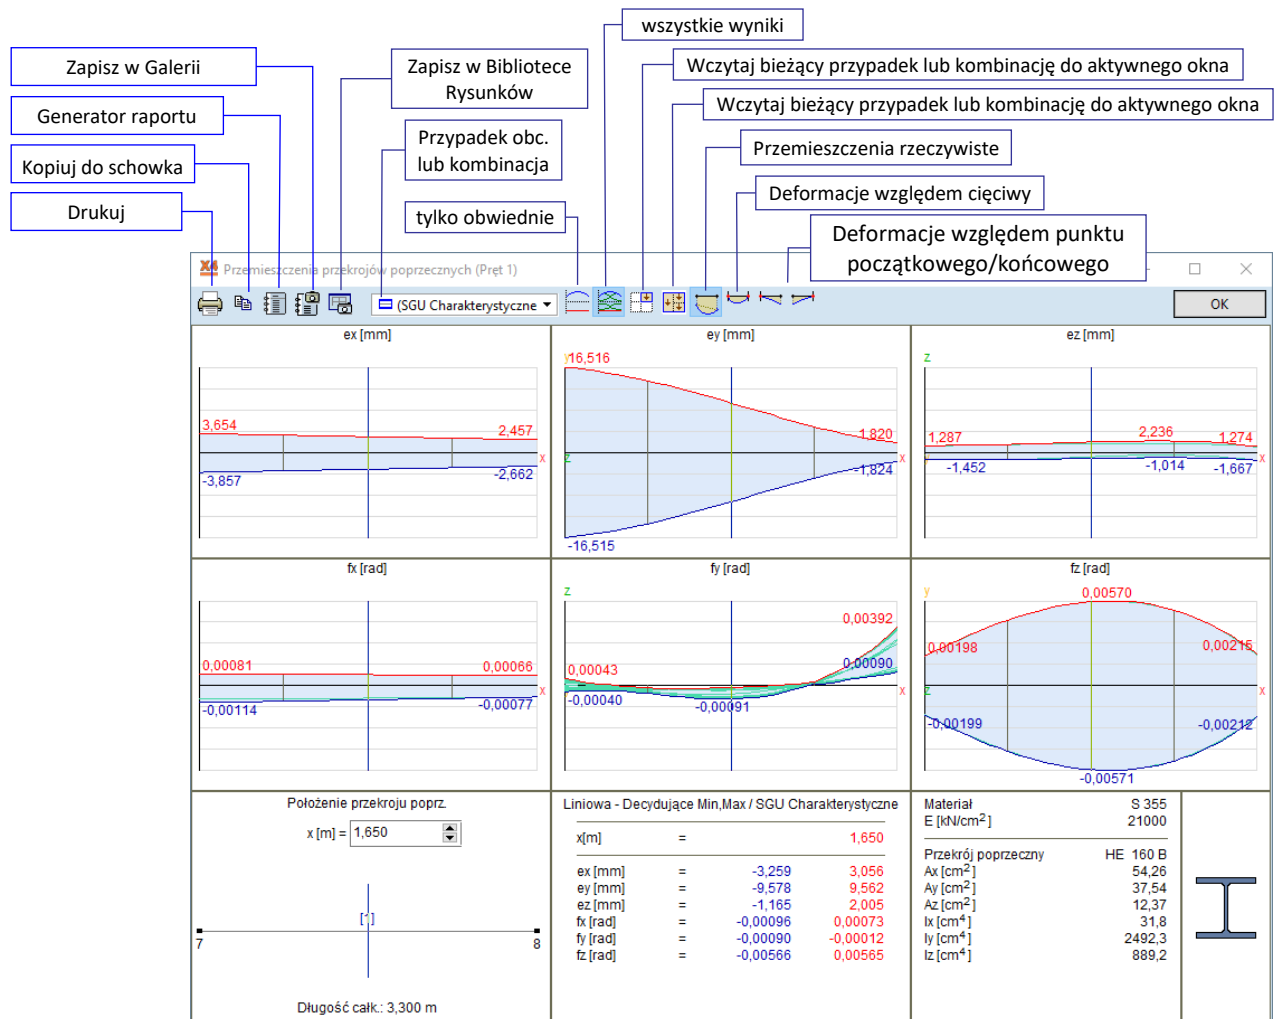 wszystkie wyniki
Zapisz w Galerii
Zapisz w Bibliotece
Rysunków
Wczytaj bieżący przypadek lub kombinację do aktywnego okna
Generator raportu
Wczytaj bieżący przypadek lub kombinację do aktywnego okna
Przypadek obc.
lub kombinacja
Przemieszczenia rzeczywiste
Kopiuj do schowka
Deformacje względem cięciwy
Drukuj
tylko obwiednie
Deformacje względem punktu
początkowego/końcowego
X4 Przemieszczenia przekrojów poprzecznych (Pręt 1)
(SGU Charakterystyczne
OK
ex [mm]
3,654
2,457
x
-3,857
-2,662
ey [mm]
y
16,516
1,820
z
x
-1,824
-16,515
ez [mm]
z
1,287
2,236
1,274
y
x
-1,452
-1,014
-1,667
fx [rad]
0,00081
0,00066
x
-0,00114
-0,00077
fy [rad]
z
0,00392
0,00043
0,00090
x
-0,00040
-0,00091
fz [rad]
y
0,00570
0,00198
0,00215
z
x
-0,00199
-0,00212
-0,00571
Położenie przekroju poprz.
x [m] = 1,650
[1]
7 8
Długość całk.: 3,300 m
Liniowa - Decydujące Min,Max / SGU Charakterystyczne
x[m] = 1,650
ex [mm] = -3,259 3,056
ey [mm] = -9,578 9,562
ez [mm] = -1,165 2,005
fx [rad] = -0,00096 0,00073
fy [rad] = -0,00090 -0,00012
fz [rad] = -0,00566 0,00565
Materiał S 355
E [kN/cm2] 21000
Przekrój poprzeczny HE 160 B
Ax [cm2] 54,26
Ay [cm2] 37,54
Az [cm2] 12,37
Ix [cm4] 31,8
Iy [cm4] 2492,3
Iz [cm4] 889,2